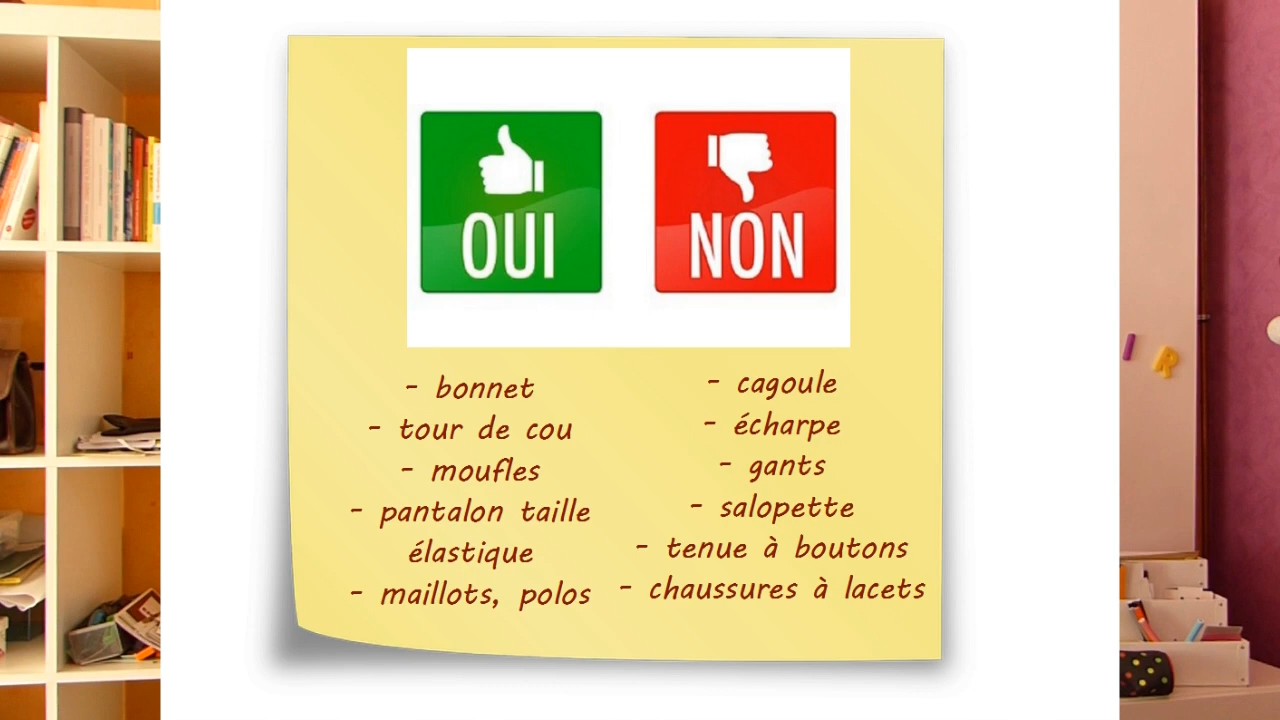 OUI
NON
- bonnet
- tour de cou
- moufles
- pantalon taille
élastique
- maillots, polos
- cagoule
- écharpe
- gants
- salopette
- tenue à boutons
- chaussures à lacets
R